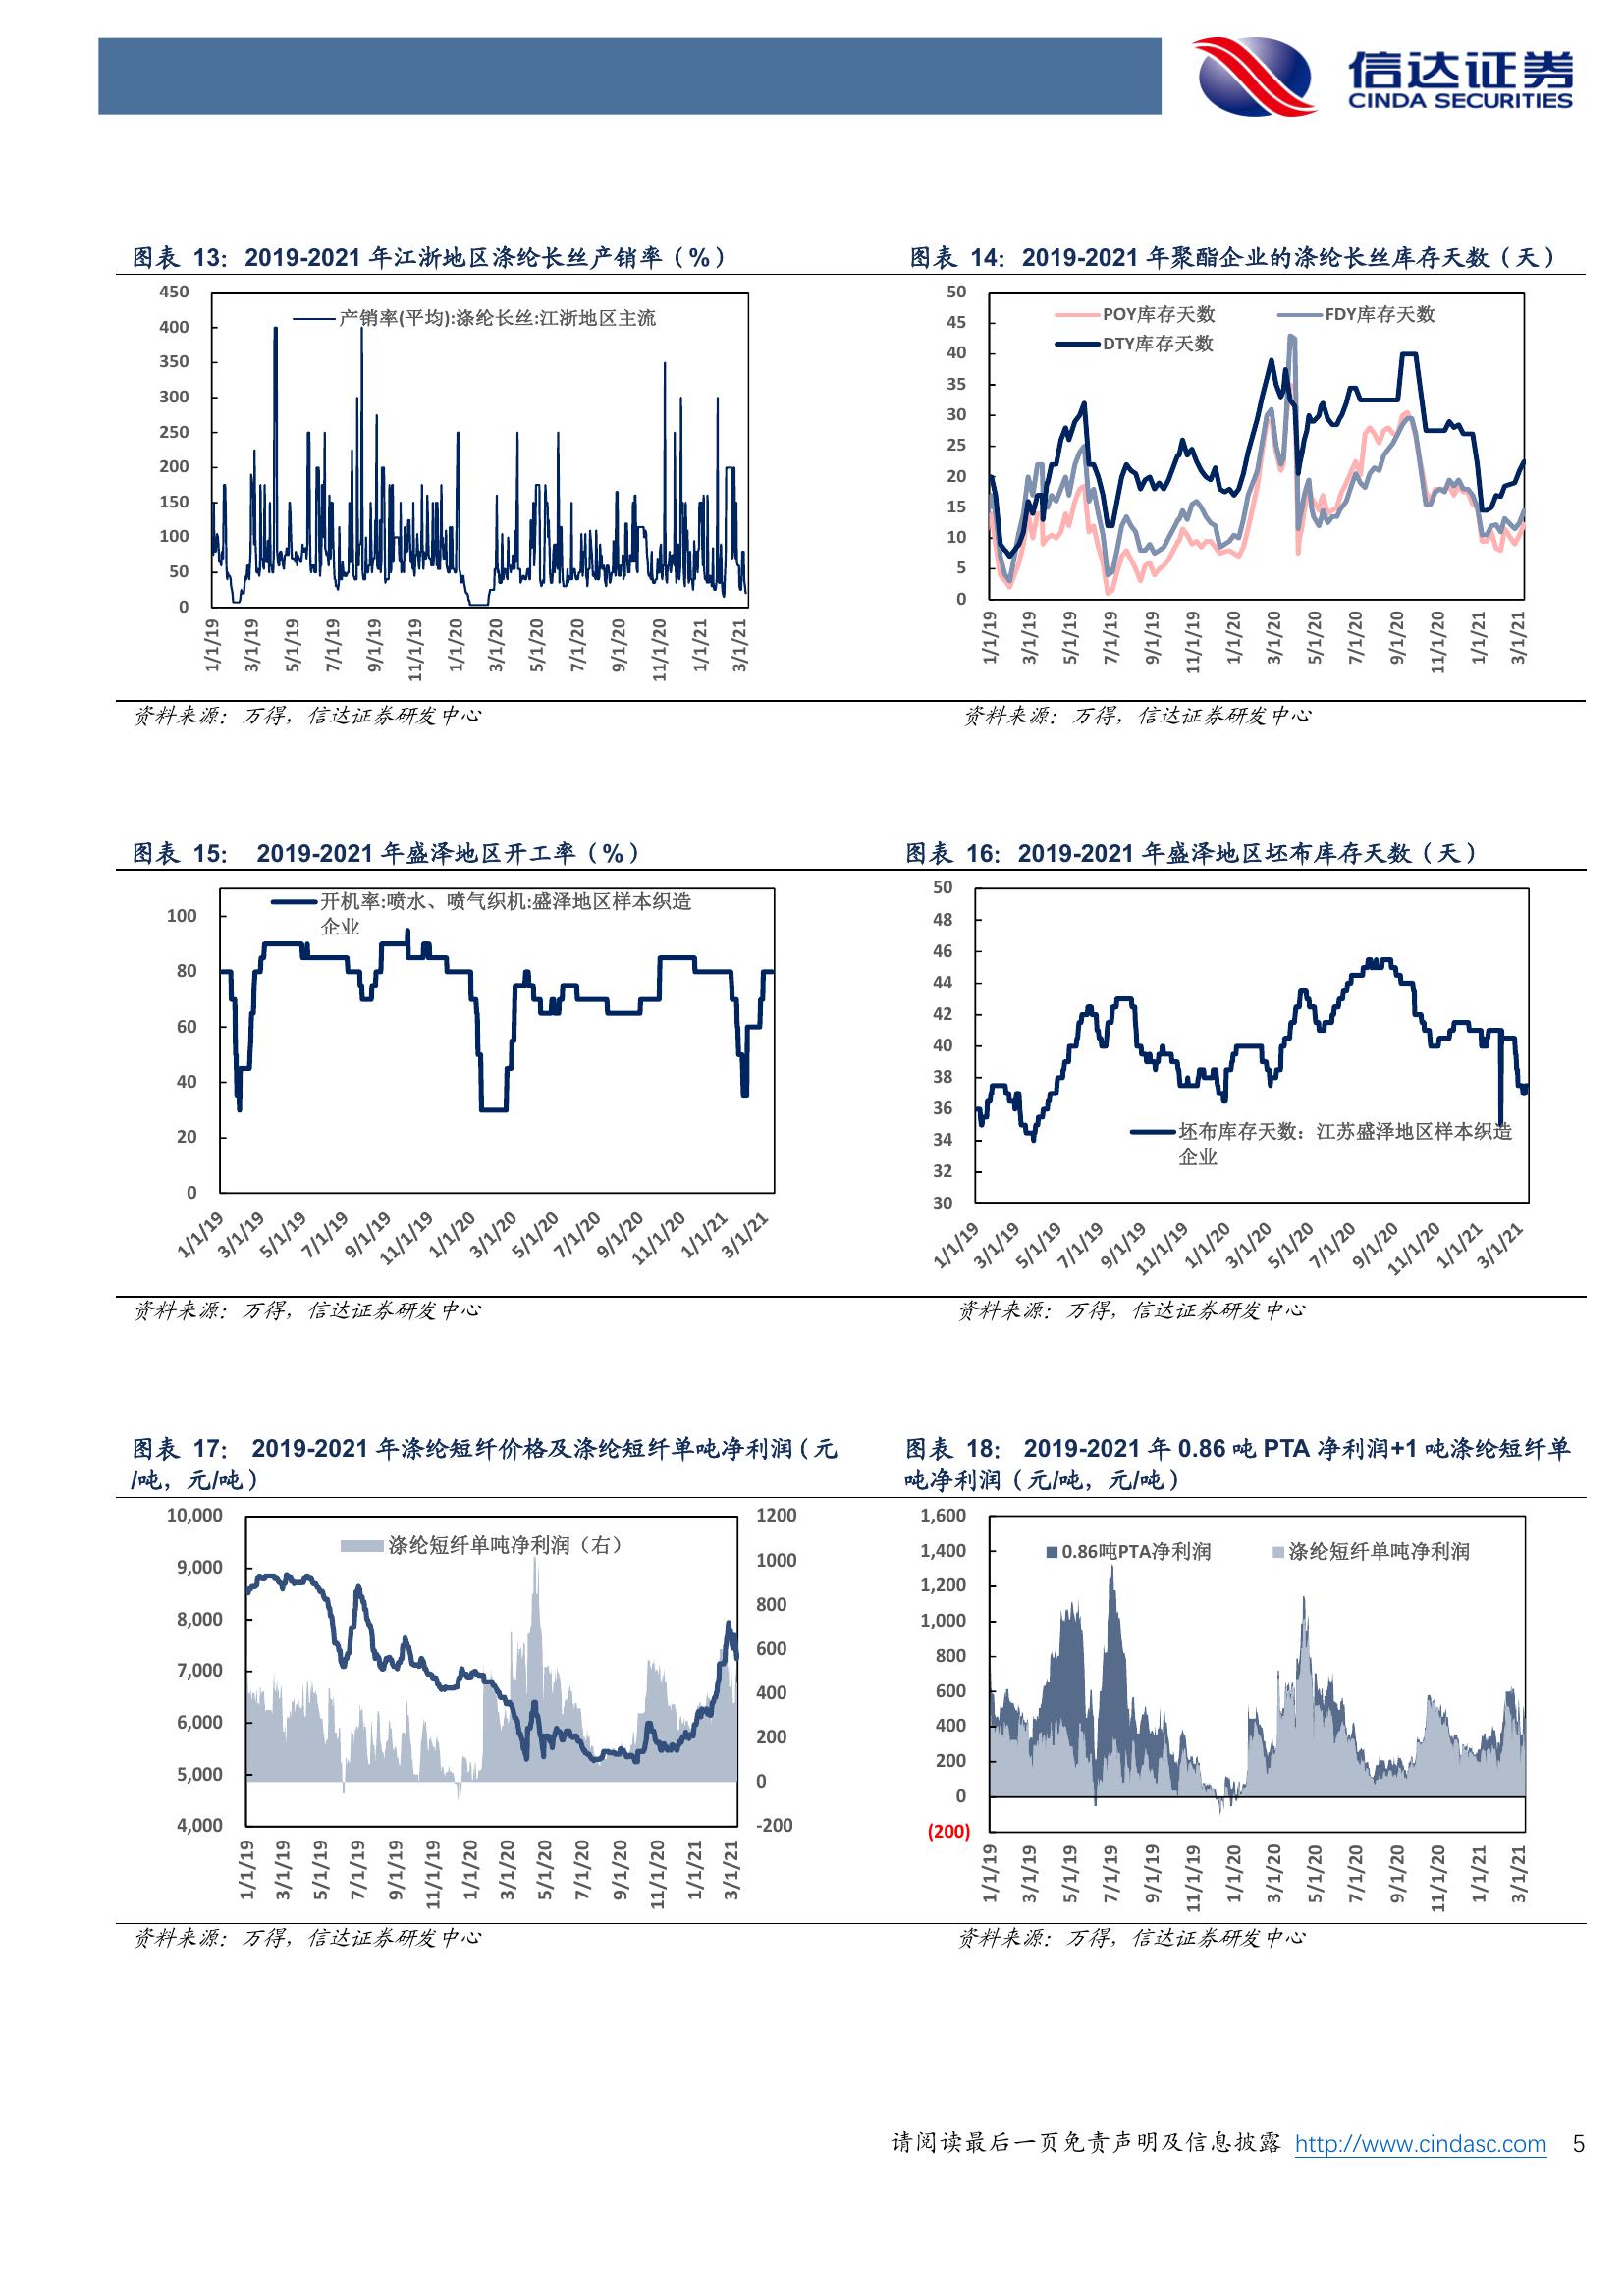 信达证券
CINDA SECURITIES
图表 13： 2019-2021 年江浙地区涤纶长丝产销率（%）
450
400
350
300
250
200
150
100
50
0
产销率(平均):涤纶长丝:江浙地区主流
1/1/19 3/1/19 5/1/19 7/1/19 9/1/19 11/1/19 1/1/20 3/1/20 5/1/20 7/1/20 9/1/20 11/1/20 1/1/21 3/1/21
资料来源：万得，信达证券研发中心
图表 14：2019-2021 年聚酯企业的涤纶长丝库存天数（天）
50
45
40
35
30
25
20
15
10
5
0
POY库存天数 FDY库存天数
DTY库存天数
1/1/19 3/1/19 5/1/19 7/1/19 9/1/19 11/1/19 1/1/20 3/1/20 5/1/20 7/1/20 9/1/20 11/1/20 1/1/21 3/1/21
资料来源：万得，信达证券研发中心
图表 15： 2019-2021 年盛泽地区开工率（%）
100
80
60
40
20
0
开机率:喷水、喷气织机:盛泽地区样本织造
企业
1/1/19 3/1/19 5/1/19 7/1/19 9/1/19 11/1/19 1/1/20 3/1/20 5/1/20 7/1/20 9/1/20 11/1/20 1/1/21 3/1/21
资料来源：万得，信达证券研发中心
图表 16：2019-2021 年盛泽地区坯布库存天数（天）
50
48
46
44
42
40
38
36
34
32
30
坯布库存天数：江苏盛泽地区样本织造
企业
1/1/19 3/1/19 5/1/19 7/1/19 9/1/19 11/1/19 1/1/20 3/1/20 5/1/20 7/1/20 9/1/20 11/1/20 1/1/21 3/1/21
资料来源：万得，信达证券研发中心
图表 17： 2019-2021 年涤纶短纤价格及涤纶短纤单吨净利润（元
/吨，元/吨）
10,000
9,000
8,000
7,000
6,000
5,000
4,000
涤纶短纤单吨净利润（右）
1200
1000
800
600
400
200
0
-200
1/1/19 3/1/19 5/1/19 7/1/19 9/1/19 11/1/19 1/1/20 3/1/20 5/1/20 7/1/20 9/1/20 11/1/20 1/1/21 3/1/21
资料来源：万得，信达证券研发中心
图表 18： 2019-2021 年 0.86 吨 PTA 净利润+1 吨涤纶短纤单
吨净利润（元/吨，元/吨）
1,600
1,400
1,200
1,000
800
600
400
200
0
(200)
0.86吨PTA净利润 涤纶短纤单吨净利润
1/1/19 3/1/19 5/1/19 7/1/19 9/1/19 11/1/19 1/1/20 3/1/20 5/1/20 7/1/20 9/1/20 11/1/20 1/1/21 3/1/21
资料来源：万得，信达证券研发中心
请阅读最后一页免责声明及信息披露 http://www.cindasc.com 5